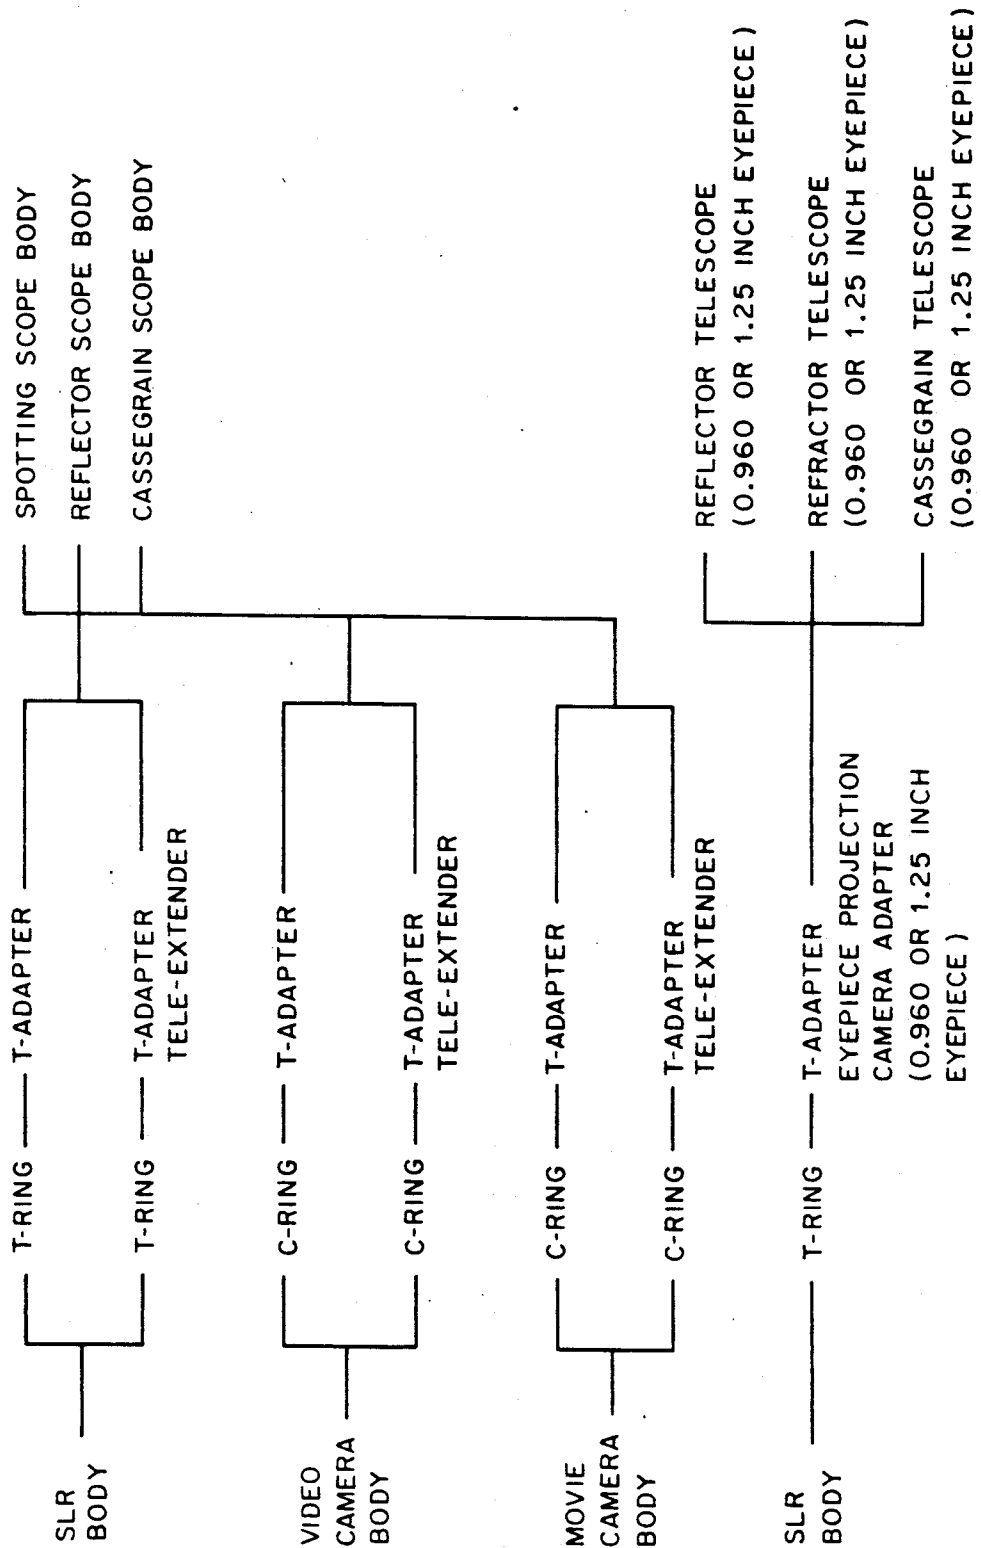 SLR
BODY
T-RING
T-ADAPTER
T-RING
T-ADAPTER
TELE-EXTENDER
SPOTTING SCOPE BODY
REFLECTOR SCOPE BODY
CASSEGRAIN SCOPE BODY
VIDEO
CAMERA
BODY
C-RING
T-ADAPTER
C-RING
T-ADAPTER
TELE-EXTENDER
MOVIE
CAMERA
BODY
C-RING
T-ADAPTER
C-RING
T-ADAPTER
TELE-EXTENDER
SLR
BODY
T-RING
T-ADAPTER
EYEPIECE PROJECTION
CAMERA ADAPTER
(0.960 OR 1.25 INCH
EYEPIECE)
REFLECTOR TELESCOPE
(0.960 OR 1.25 INCH EYEPIECE)
REFRACTOR TELESCOPE
(0.960 OR 1.25 INCH EYEPIECE)
CASSEGRAIN TELESCOPE
(0.960 OR 1.25 INCH EYEPIECE)